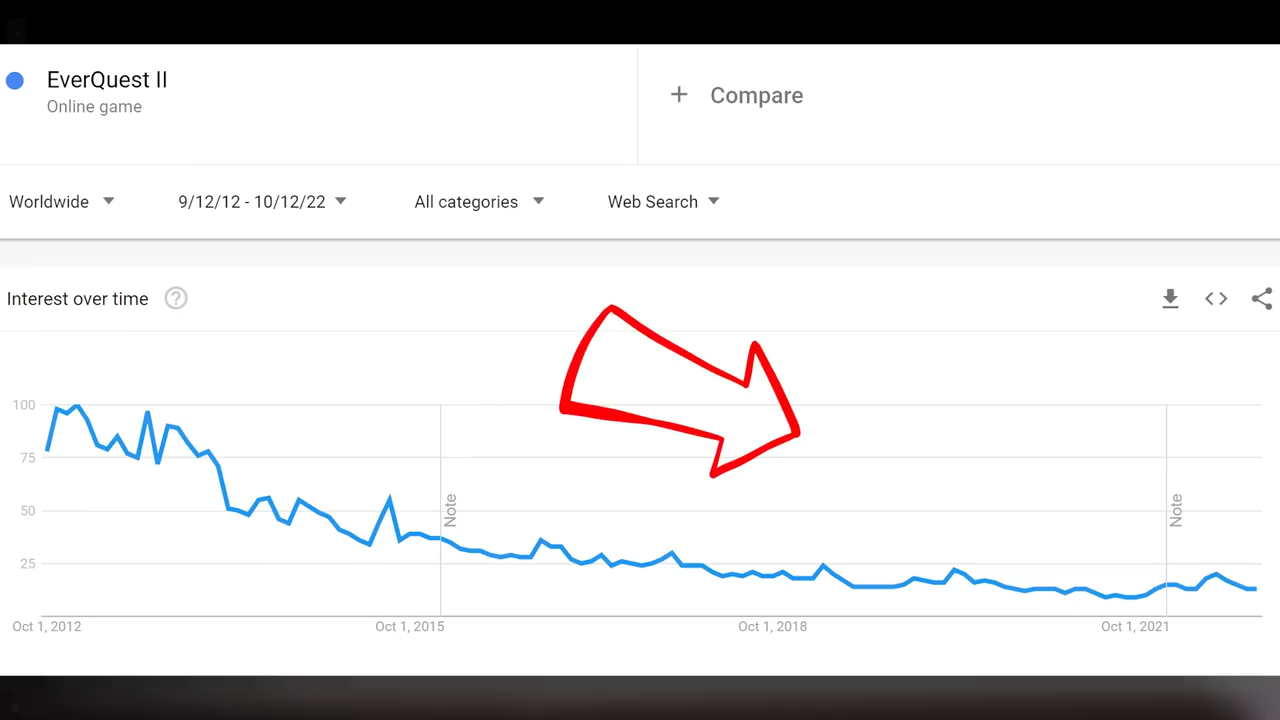 EverQuest II
Online game
+ Compare
Worldwide
9/12/12 - 10/12/22
All categories
Web Search
Interest over time ?
100
75
50
25
Note
Note
Oct 1, 2012
Oct 1, 2015
Oct 1, 2018
Oct 1, 2021